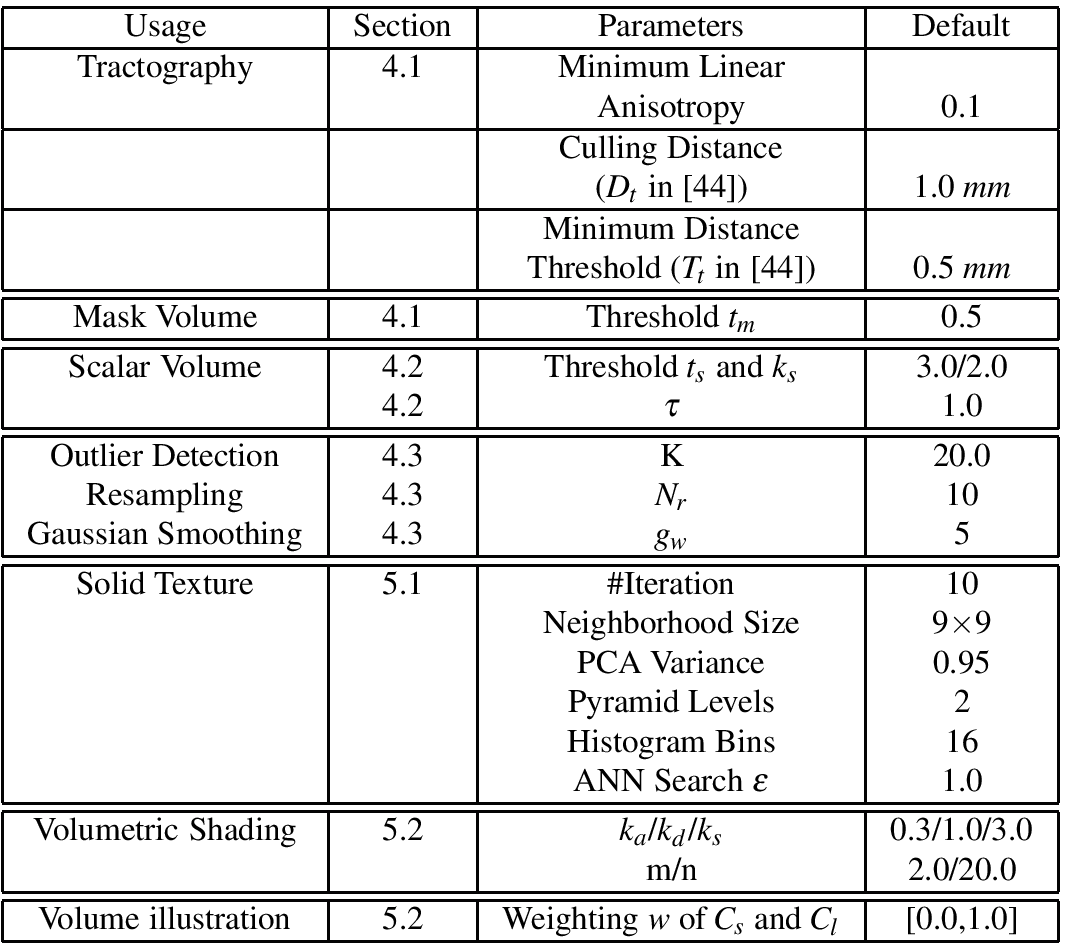 Usage Section Parameters Default
Tractography 4.1 Minimum Linear
Anisotropy 0.1
Culling Distance
(D_t in [44]) 1.0 mm
Minimum Distance
Threshold (T_t in [44]) 0.5 mm
Mask Volume 4.1 Threshold t_m 0.5
Scalar Volume 4.2 Threshold t_s and k_s 3.0/2.0
4.2 τ 1.0
Outlier Detection 4.3 K 20.0
Resampling 4.3 N_r 10
Gaussian Smoothing 4.3 g_w 5
Solid Texture 5.1 #Iteration 10
Neighborhood Size 9×9
PCA Variance 0.95
Pyramid Levels 2
Histogram Bins 16
ANN Search ε 1.0
Volumetric Shading 5.2 k_a/k_d/k_s 0.3/1.0/3.0
m/n 2.0/20.0
Volume illustration 5.2 Weighting w of C_s and C_l [0.0,1.0]